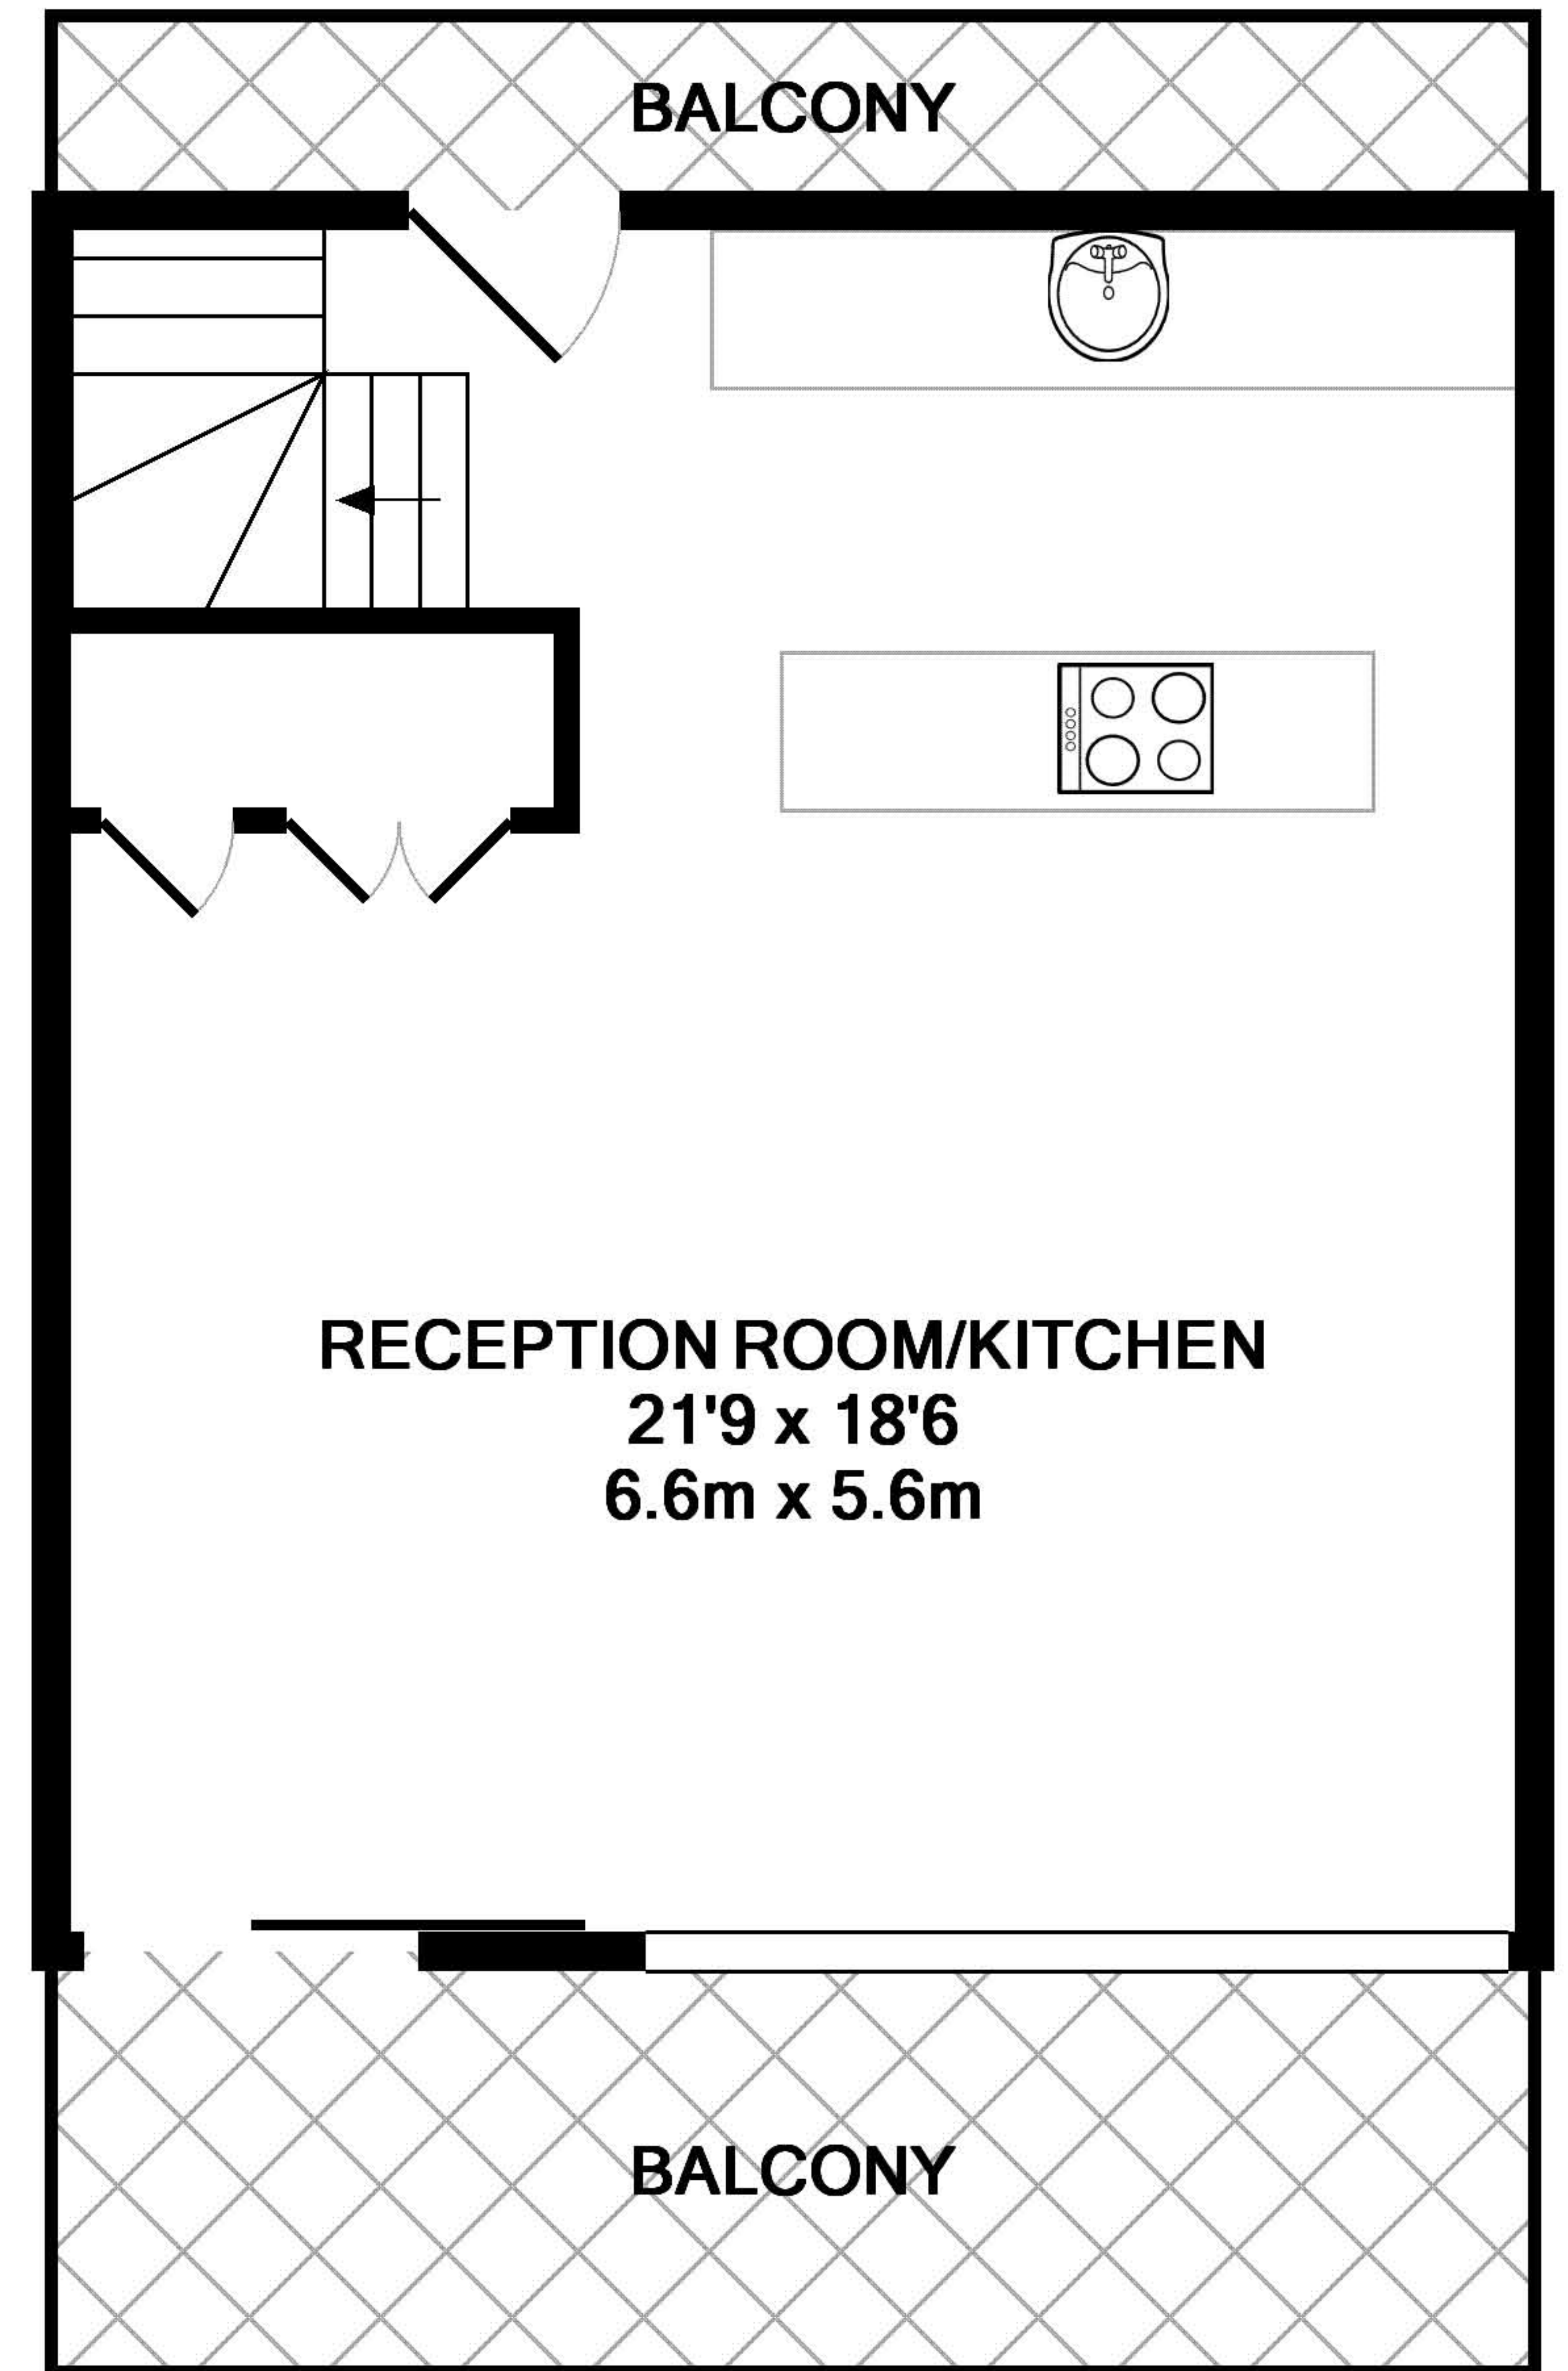 BALCONY
RECEPTION ROOM/KITCHEN
21'9 x 18'6
6.6m x 5.6m
BALCONY